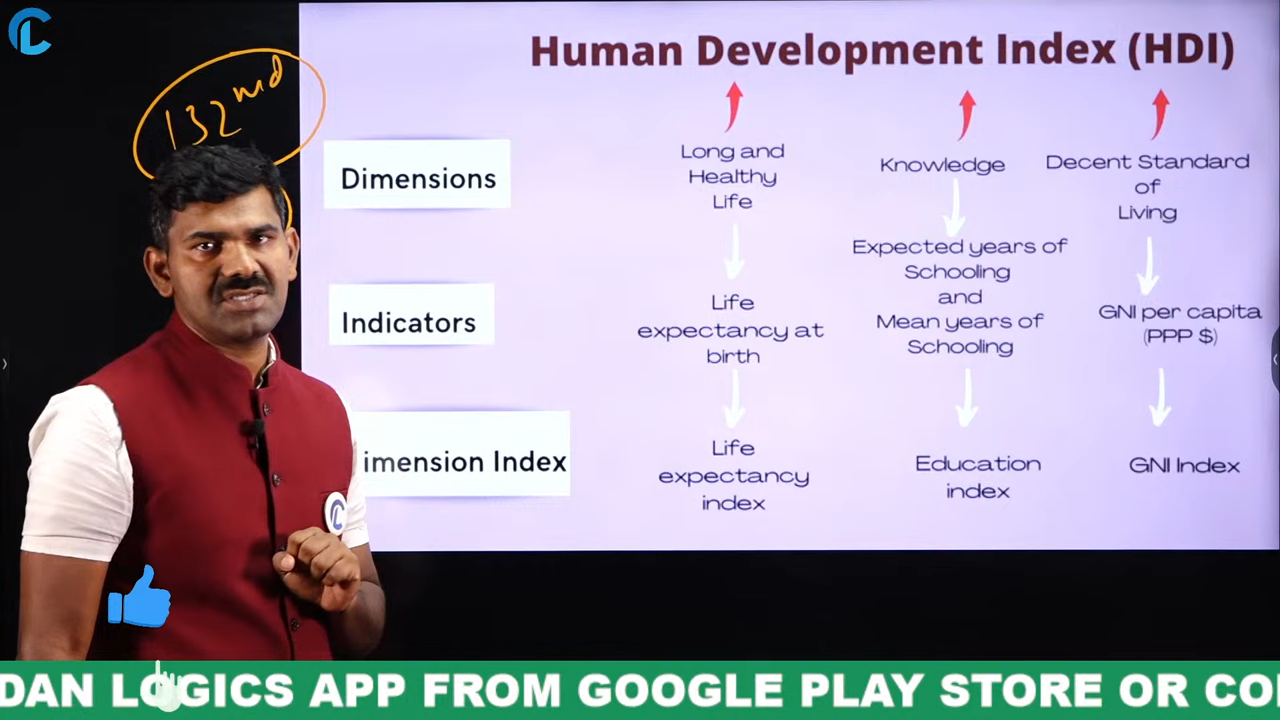 Human Development Index (HDI)
132nd
Dimensions
Long and
Healthy
Life
Knowledge
Decent Standard
of
Living
Indicators
Life
expectancy at
birth
Expected years of
Schooling
and
Mean years of
Schooling
GNI per capita
(PPP $)
imension Index
Life
expectancy
index
Education
index
GNI Index
DAN LOGICS APP FROM GOOGLE PLAY STORE OR CO